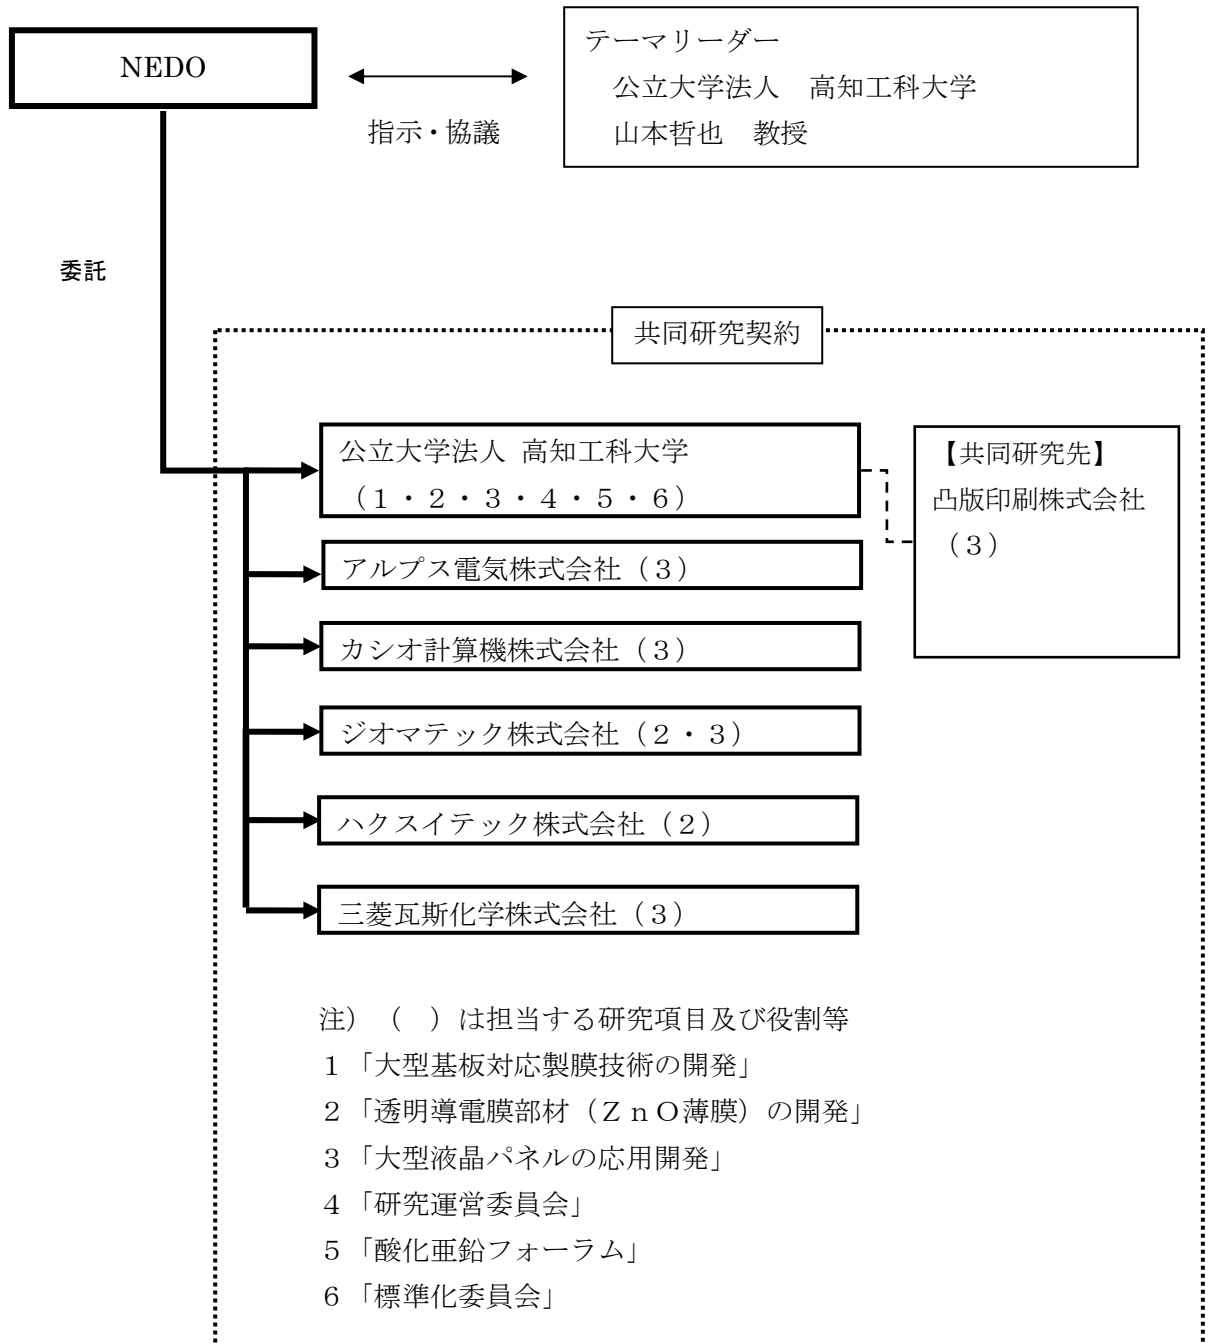 NEDO
指示・協議
テーマリーダー
公立大学法人　高知工科大学
山本哲也　教授
委託
共同研究契約
公立大学法人 高知工科大学
（１・２・３・４・５・６）
【共同研究先】
凸版印刷株式会社
（３）
アルプス電気株式会社（３）
カシオ計算機株式会社（３）
ジオマテック株式会社（２・３）
ハクスイテック株式会社（２）
三菱瓦斯化学株式会社（３）
注）（　）は担当する研究項目及び役割等
１「大型基板対応製膜技術の開発」
２「透明導電膜部材（ＺｎＯ薄膜）の開発」
３「大型液晶パネルの応用開発」
４「研究運営委員会」
５「酸化亜鉛フォーラム」
６「標準化委員会」